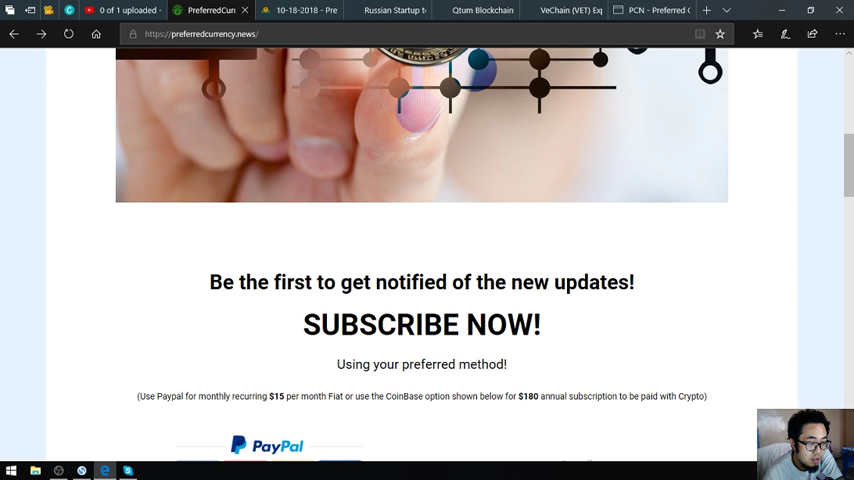 0 of 1 uploaded -
PreferredCurr
10-18-2018 - Pre
Russian Startup t
Qtum Blockchain
VeChain (VET) Exp
PCN - Preferred C
https://preferredcurrency.news/
Be the first to get notified of the new updates!
SUBSCRIBE NOW!
Using your preferred method!
(Use Paypal for monthly recurring $15 per month Fiat or use the CoinBase option shown below for $180 annual subscription to be paid with Crypto)
PayPal